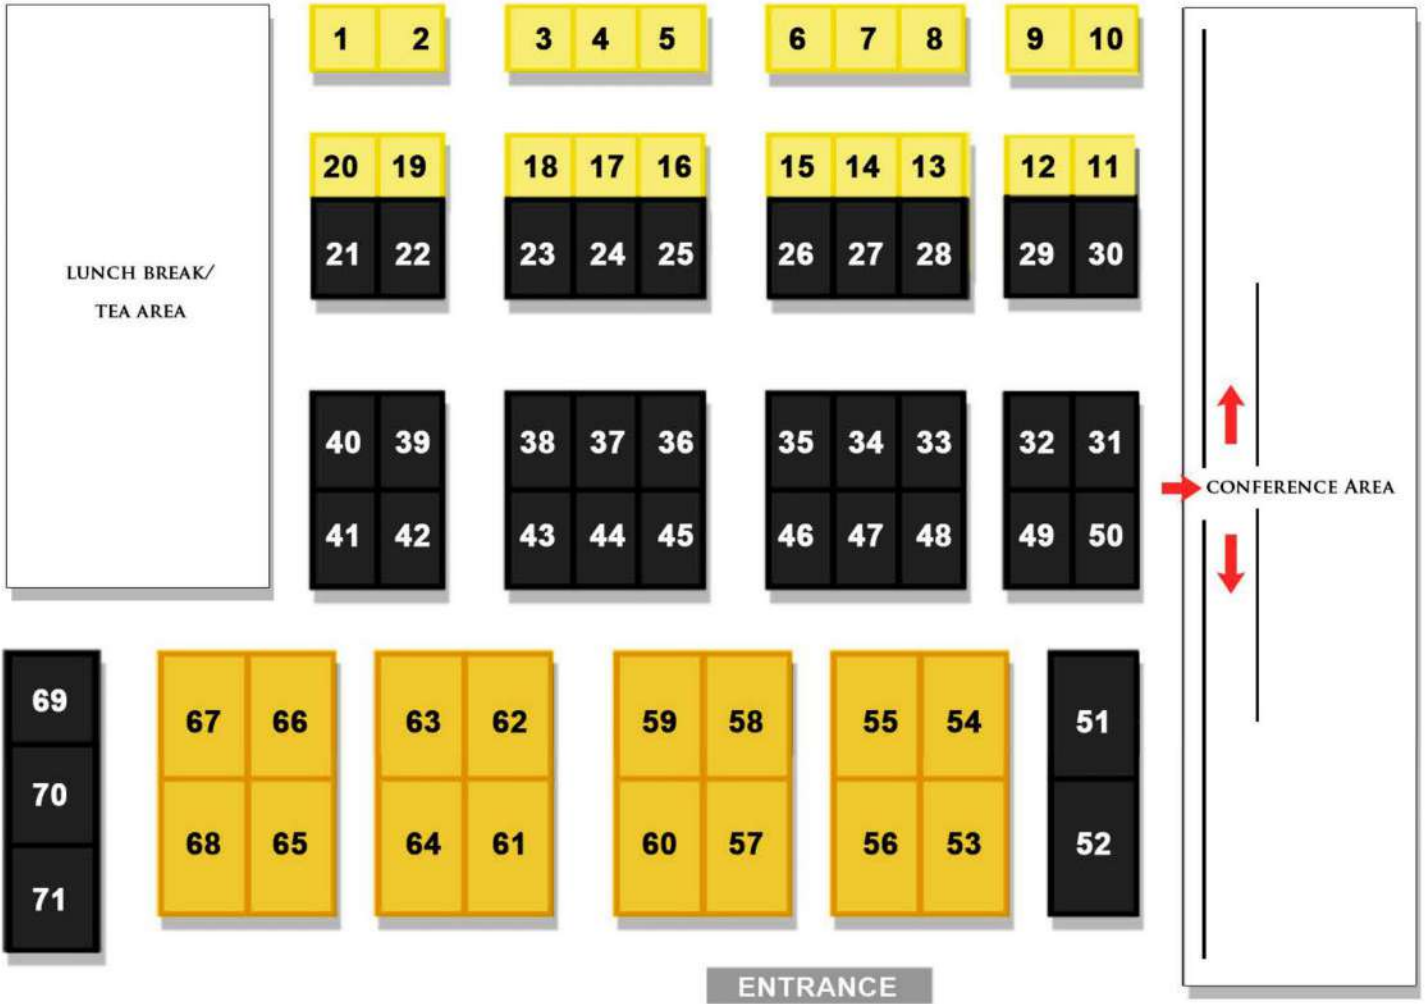 1 2 3 4 5 6 7 8 9 10
20 19 18 17 16 15 14 13 12 11
21 22 23 24 25 26 27 28 29 30
LUNCH BREAK/
TEA AREA
40 39 38 37 36 35 34 33 32 31
CONFERENCE AREA
41 42 43 44 45 46 47 48 49 50
69 67 66 63 62 59 58 55 54 51
70
68 65 64 61 60 57 56 53 52
71
ENTRANCE